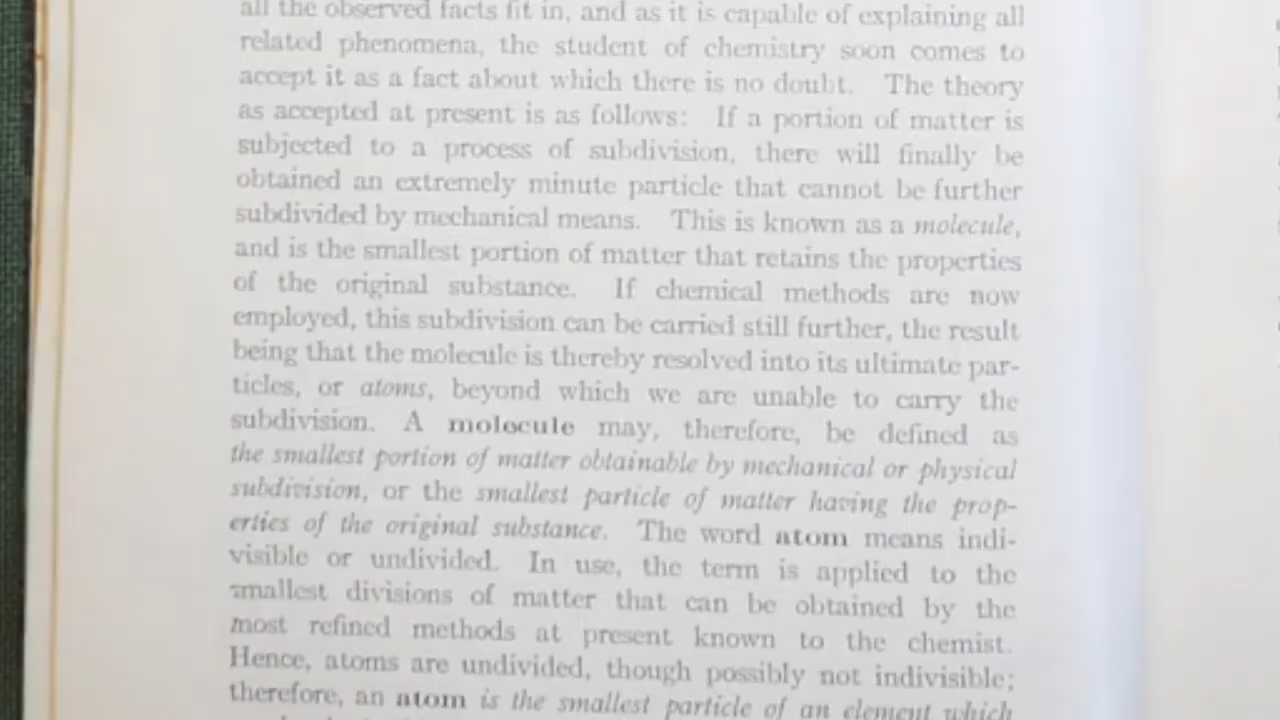 all the observed facts fit in, and as it is capable of explaining all
related phenomena, the student of chemistry soon comes to
accept it as a fact about which there is no doubt. The theory
as accepted at present is as follows: If a portion of matter is
subjected to a process of subdivision, there will finally be
obtained an extremely minute particle that cannot be further
subdivided by mechanical means. This is known as a molecule,
and is the smallest portion of matter that retains the properties
of the original substance. If chemical methods are now
employed, this subdivision can be carried still further, the result
being that the molecule is thereby resolved into its ultimate par-
ticles, or atoms, beyond which we are unable to carry the
subdivision. A molecule may, therefore, be defined as
the smallest portion of matter obtainable by mechanical or physical
subdivision, or the smallest particle of matter having the prop-
erties of the original substance. The word atom means indi-
visible or undivided. In use, the term is applied to the
smallest divisions of matter that can be obtained by the
most refined methods at present known to the chemist.
Hence, atoms are undivided, though possibly not indivisible;
therefore, an atom is the smallest particle of an element which